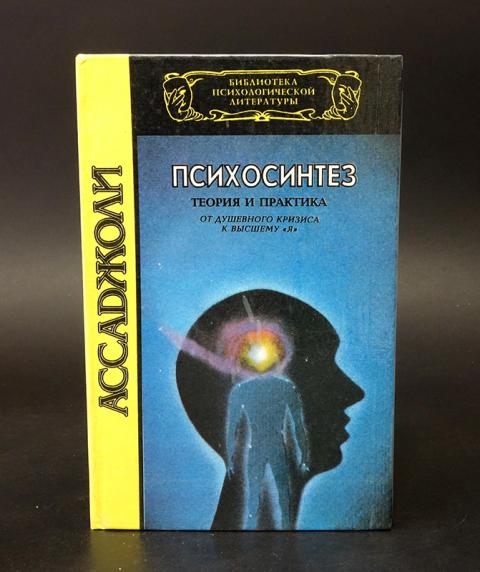 БИБЛИОТЕКА
ПСИХОЛОГИЧЕСКОЙ
ЛИТЕРАТУРЫ
АССАДЖОЛИ
ПСИХОСИНТЕЗ
ТЕОРИЯ И ПРАКТИКА
ОТ ДУШЕВНОГО КРИЗИСА
К ВЫСШЕМУ «Я»